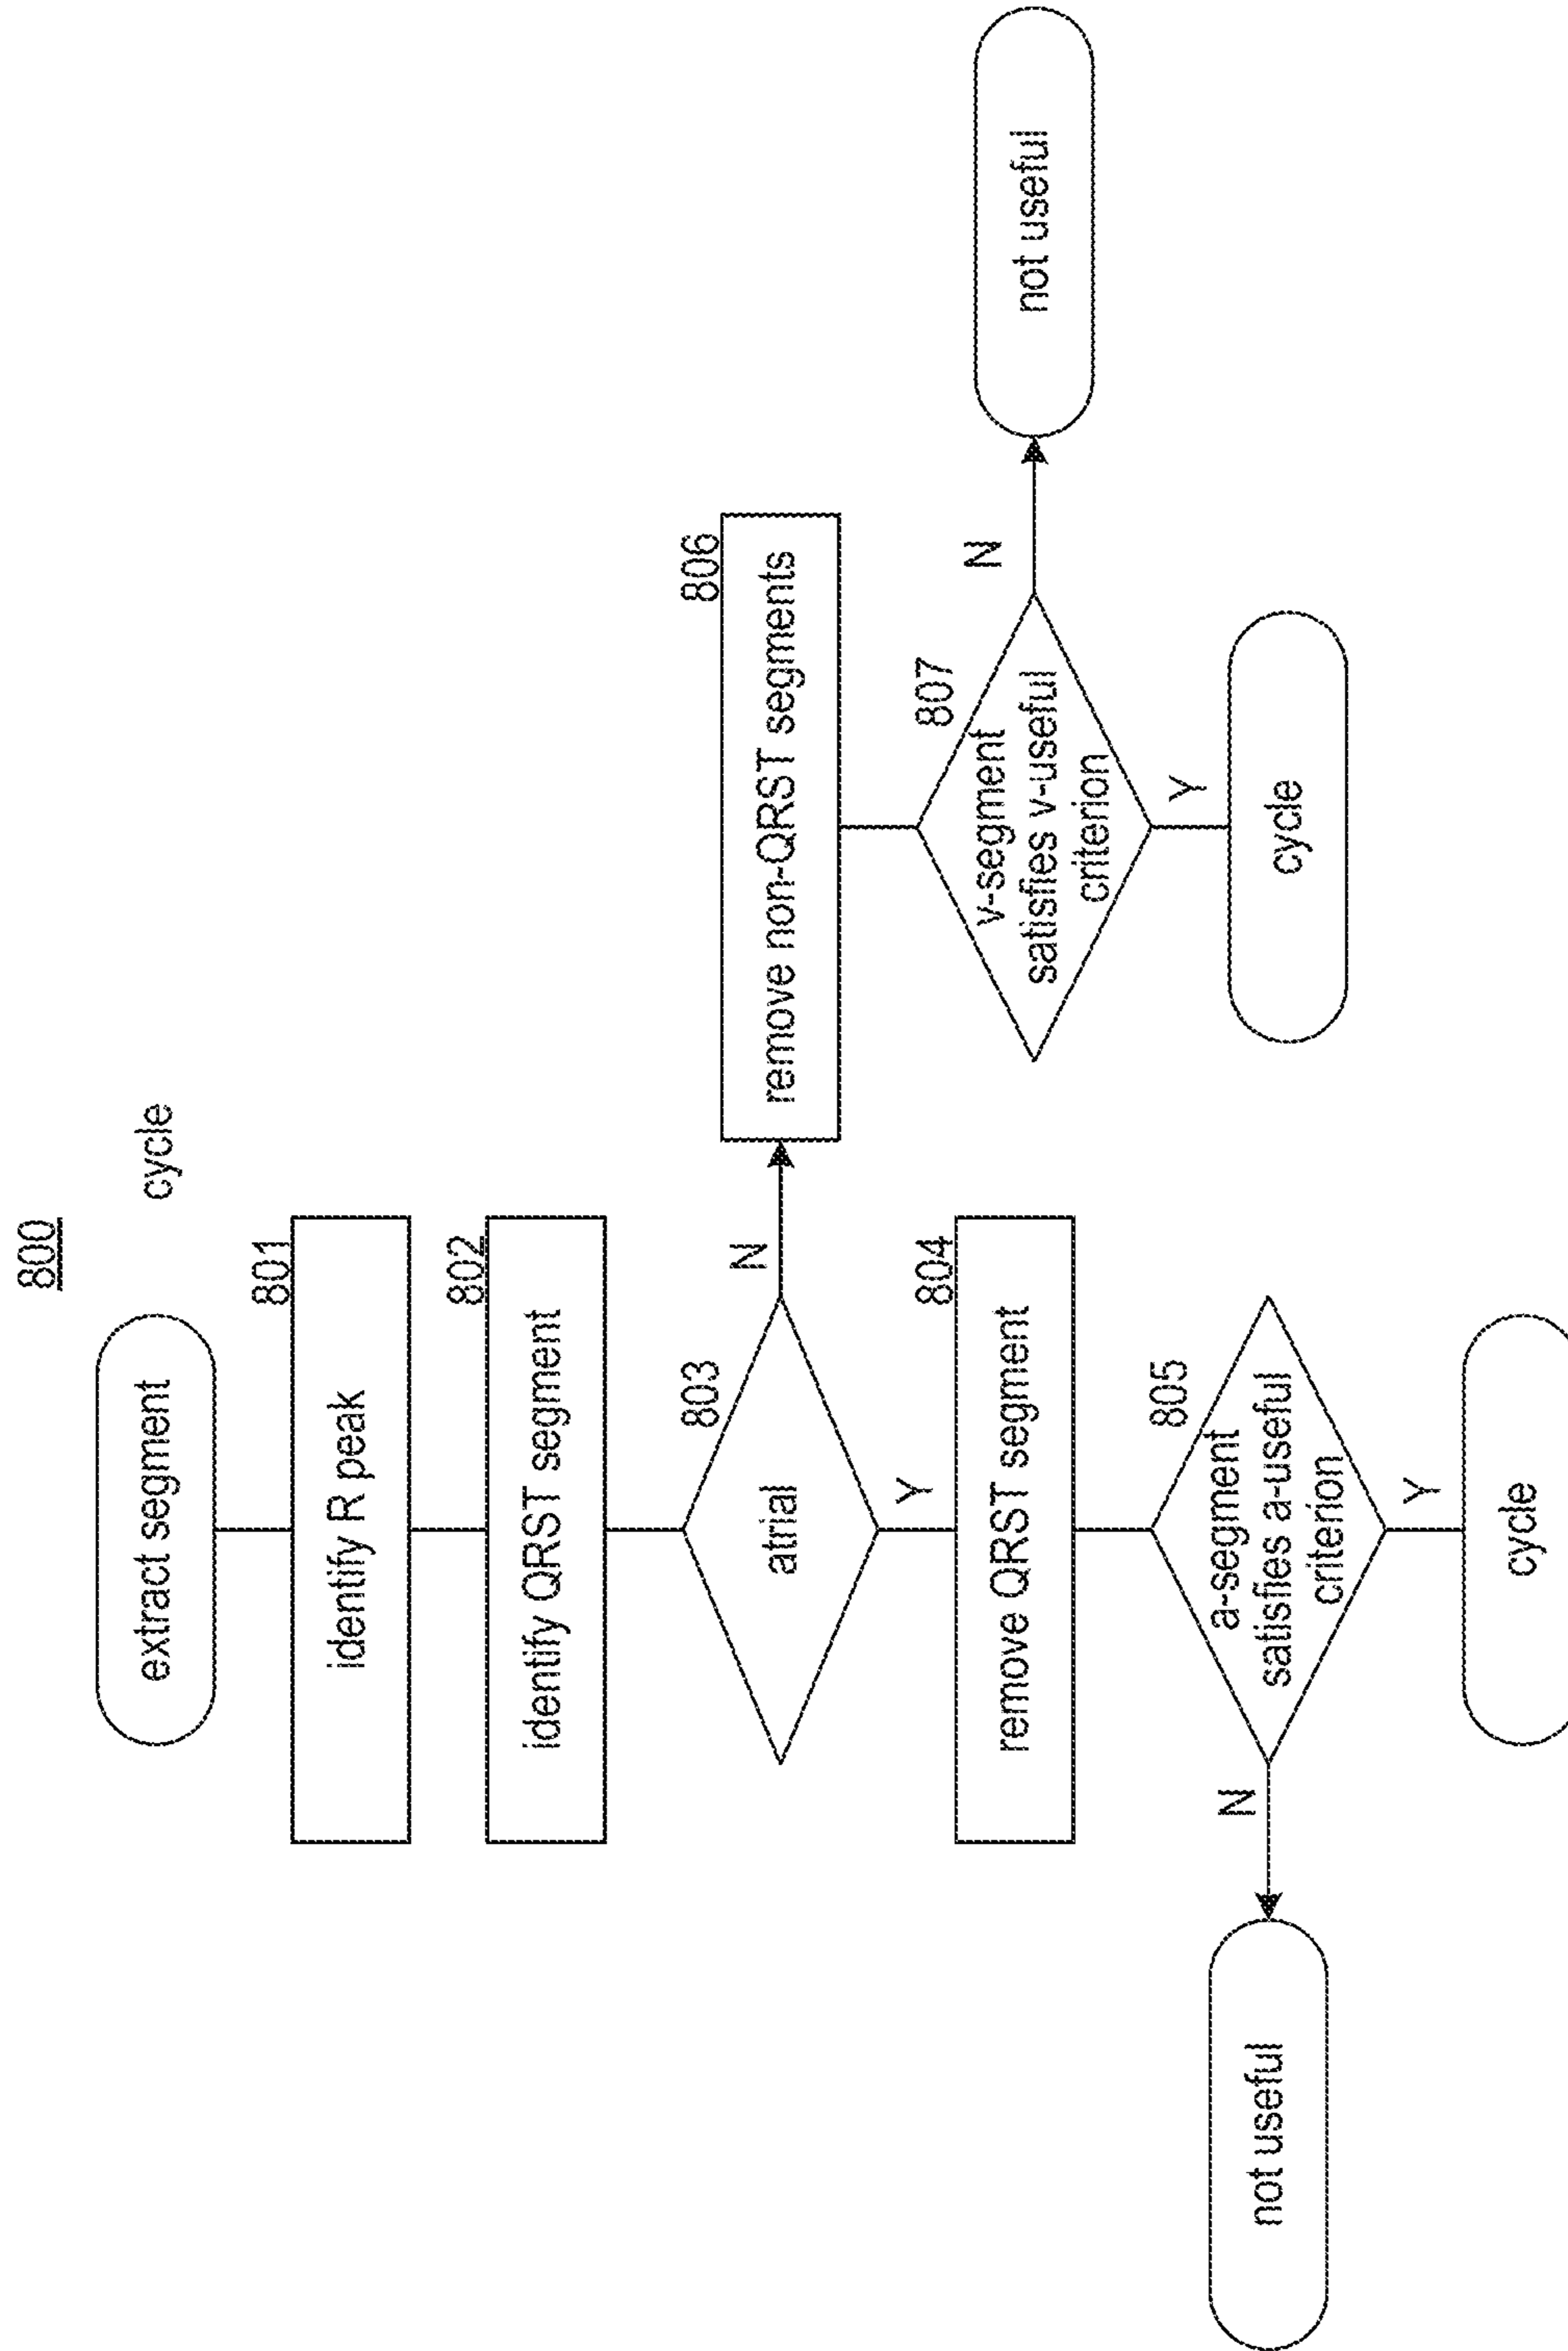 800
extract segment
cycle
801
identify R peak
802
identify QRST segment
803
atrial
N
Y
806
remove non-QRST segments
804
remove QRST segment
807
v-segment
satisfies v-useful
criterion
N
not useful
Y
cycle
805
a-segment
satisfies a-useful
criterion
N
not useful
Y
cycle